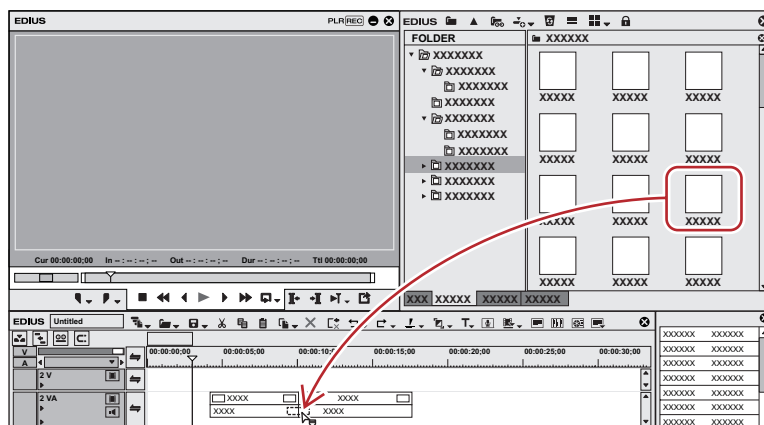 EDIUS PLR REC
Cur 00:00:00;00 In -- : -- : -- ; -- Out -- : -- : -- ; -- Dur -- : -- : -- ; -- Ttl 00:00:00;00
EDIUS
FOLDER
XXXXXXX
XXXXXXX
XXXXXXX
XXXXXXX
XXXXXXX
XXXXXXX
XXXXXXX
XXXXXXX
XXXXXXX
XXXXXXX
XXXXXX
XXXXX XXXXX XXXXX
XXXXX XXXXX XXXXX
XXXXX XXXXX XXXXX
XXXXX XXXXX XXXXX
XXX XXXXX XXXXX XXXXX
EDIUS Untitled
V
A
00:00:00;00 00:00:05;00 00:00:10;00 00:00:15;00 00:00:20;00 00:00:25;00 00:00:30;00
2 V
2 VA
XXXX XXXX
XXXX XXXX
XXXXXX XXXXXX
XXXXXX XXXXXX
XXXXXX XXXXXX
XXXXXX XXXXXX
XXXXXX XXXXXX
XXXXXX XXXXXX
XXXXXX XXXXXX